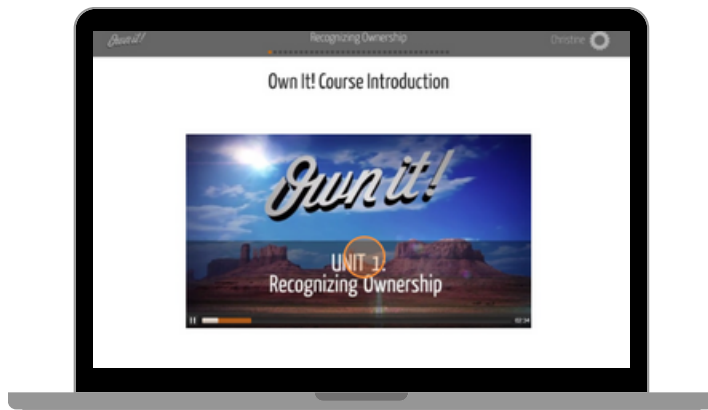 Own it!
Recognizing Ownership
Christine
Own It! Course Introduction
Own it!
UNIT 1.
Recognizing Ownership
02:34